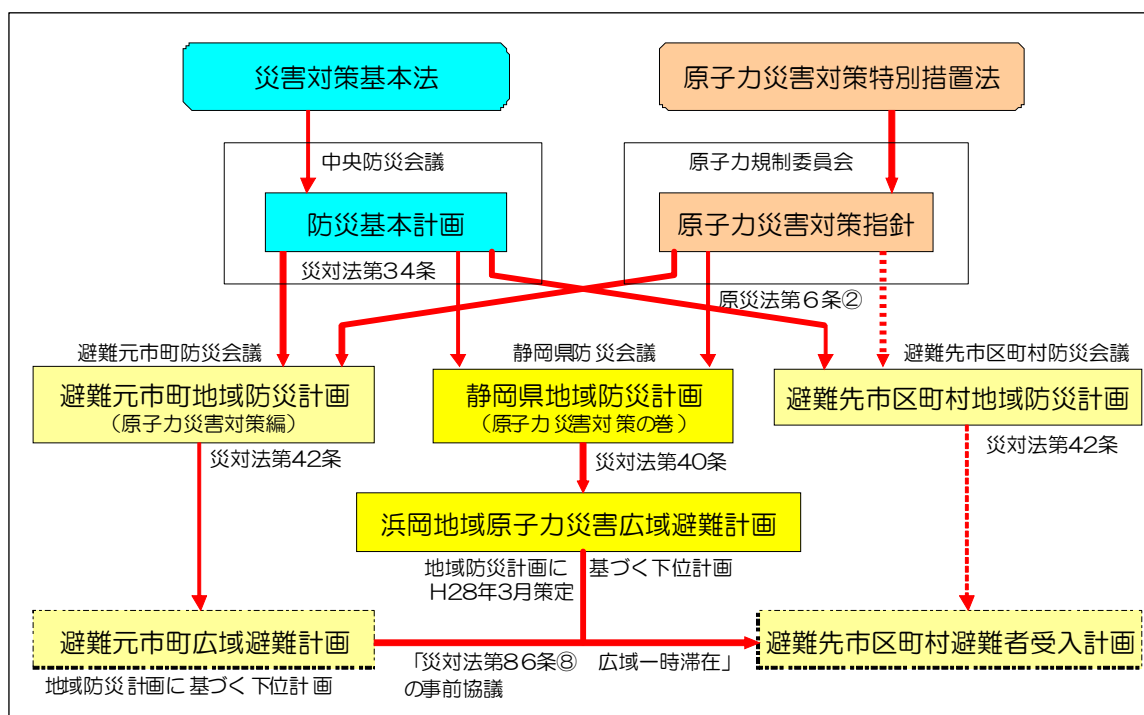 災害対策基本法
原子力災害対策特別措置法
中央防災会議
原子力規制委員会
防災基本計画
原子力災害対策指針
災対法第34条
原災法第6条②
避難元市町防災会議
静岡県防災会議
避難先市区町村防災会議
避難元市町地域防災計画
（原子力災害対策編）
静岡県地域防災計画
（原子力災害対策の巻）
避難先市区町村地域防災計画
災対法第42条
災対法第40条
災対法第42条
浜岡地域原子力災害広域避難計画
地域防災計画に 基づく下位計画
H28年3月策定
避難元市町広域避難計画
避難先市区町村避難者受入計画
地域防災計画に基づく下位計画
「災対法第86条⑧　広域一時滞在」
の事前協議